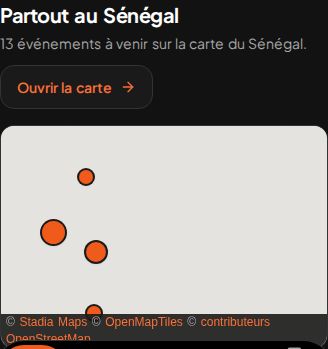 Partout au Sénégal
13 événements à venir sur la carte du Sénégal.
Ouvrir la carte →
© Stadia Maps © OpenMapTiles © contributeurs
OpenStreetMap